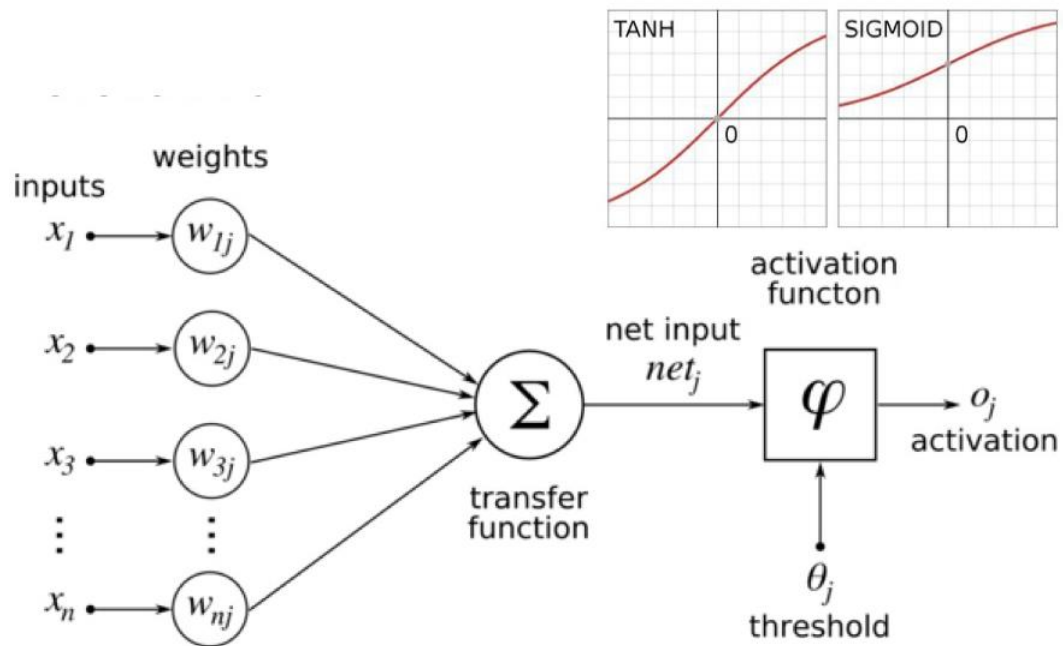 TANH
SIGMOID
0
0
weights
inputs
x1
w1j
x2
w2j
x3
w3j
xn
wnj
Σ
transfer
function
net input
netj
activation
functon
φ
oj
activation
θj
threshold